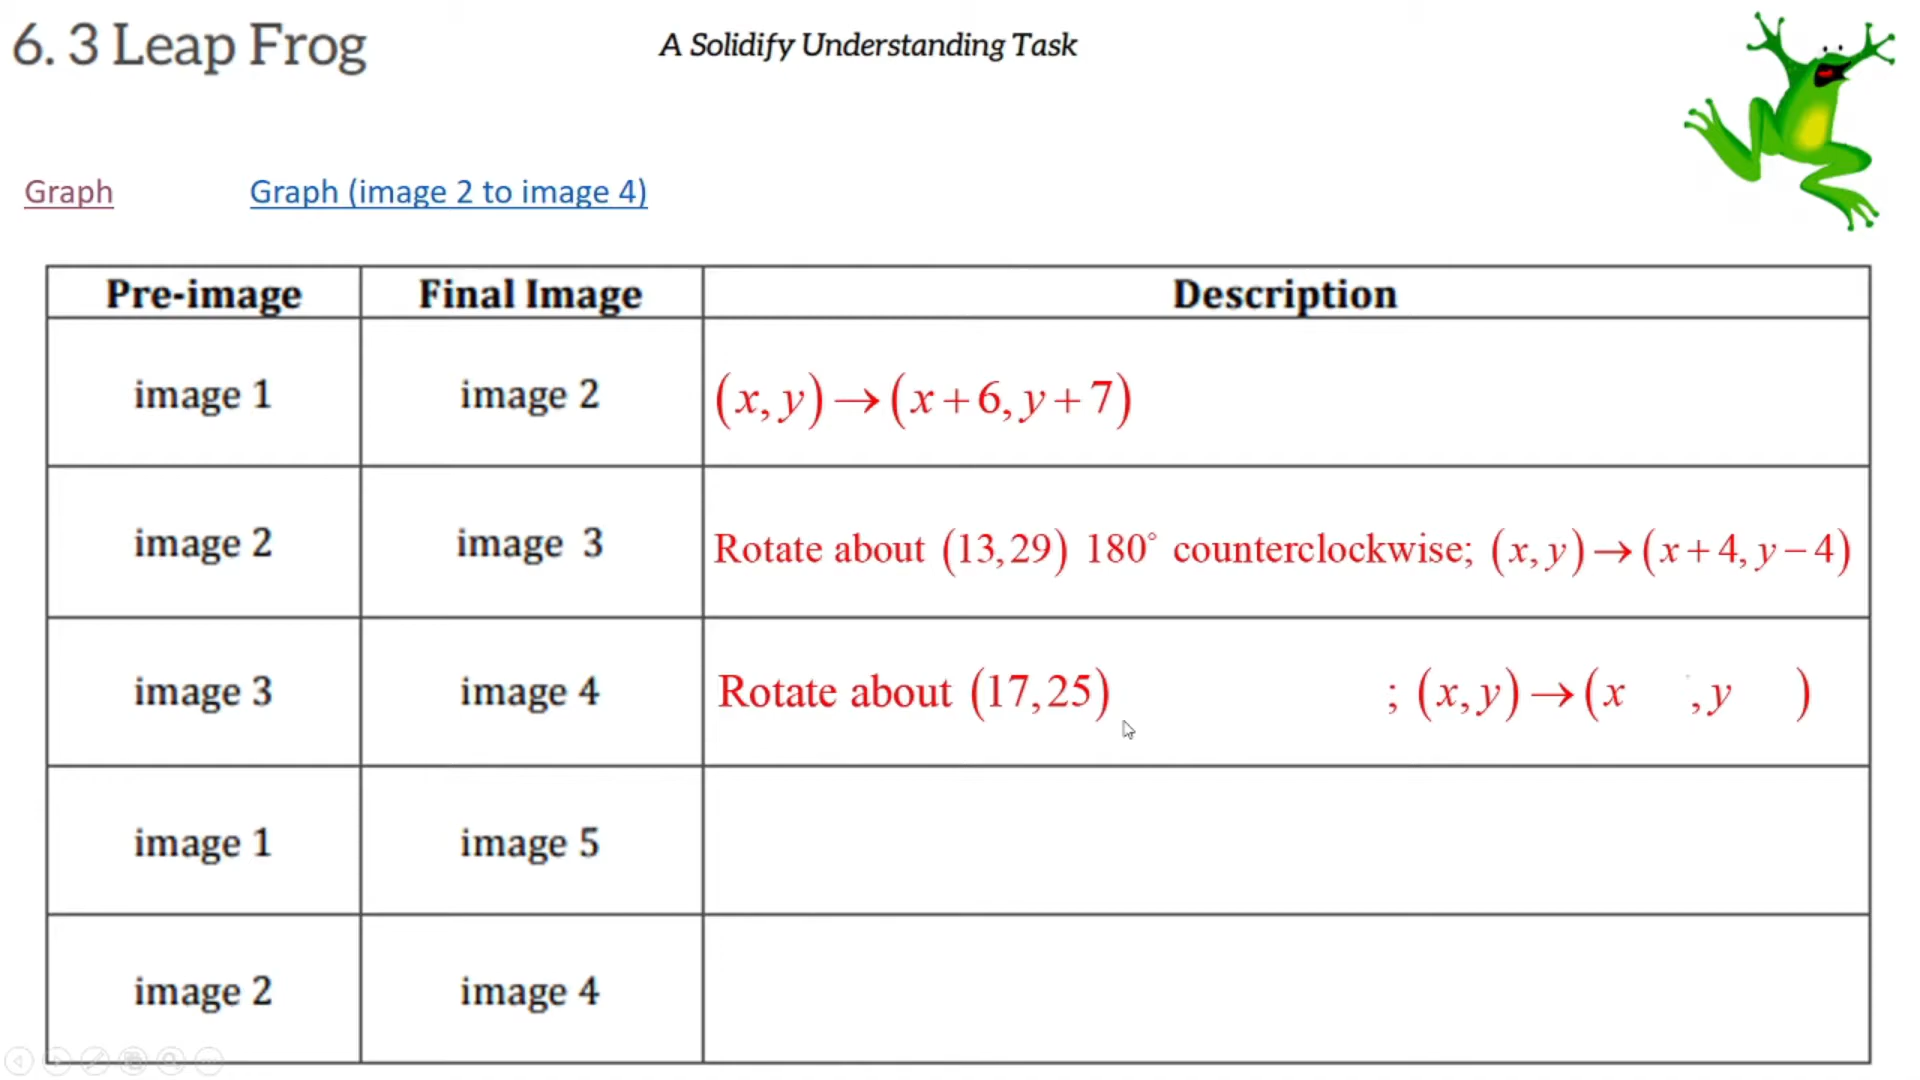 6. 3 Leap Frog
A Solidify Understanding Task
Graph
Graph (image 2 to image 4)
Pre-image Final Image Description
image 1 image 2 (x, y) → (x + 6, y + 7)
image 2 image 3 Rotate about (13, 29) 180° counterclockwise; (x, y) → (x + 4, y − 4)
image 3 image 4 Rotate about (17, 25) ; (x, y) → (x , y )
image 1 image 5
image 2 image 4